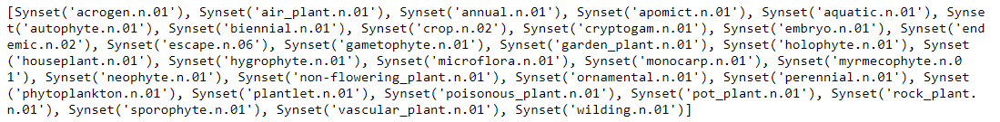 [Synset('acrogen.n.01'), Synset('air_plant.n.01'), Synset('annual.n.01'), Synset('apomict.n.01'), Synset('aquatic.n.01'), Synse
t('autophyte.n.01'), Synset('biennial.n.01'), Synset('crop.n.02'), Synset('cryptogam.n.01'), Synset('embryo.n.01'), Synset('end
emic.n.02'), Synset('escape.n.06'), Synset('gametophyte.n.01'), Synset('garden_plant.n.01'), Synset('holophyte.n.01'), Synset
('houseplant.n.01'), Synset('hygrophyte.n.01'), Synset('microflora.n.01'), Synset('monocarp.n.01'), Synset('myrmecophyte.n.0
1'), Synset('neophyte.n.01'), Synset('non-flowering_plant.n.01'), Synset('ornamental.n.01'), Synset('perennial.n.01'), Synset
('phytoplankton.n.01'), Synset('plantlet.n.01'), Synset('poisonous_plant.n.01'), Synset('pot_plant.n.01'), Synset('rock_plant.
n.01'), Synset('sporophyte.n.01'), Synset('vascular_plant.n.01'), Synset('wilding.n.01')]